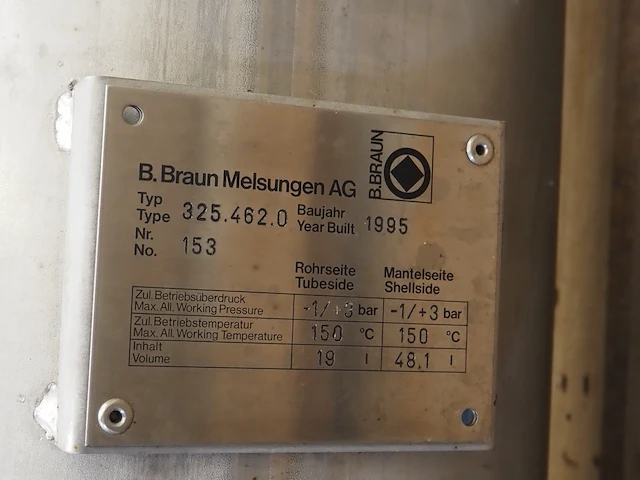 B. Braun Melsungen AG
B.BRAUN
Typ
Type 325.462.0 Baujahr
Year Built 1995
Nr.
No. 153
Rohrseite Mantelseite
Tubeside Shellside
Zul. Betriebsüberdruck
Max. All. Working Pressure -1/+3 bar -1/+3 bar
Zul. Betriebstemperatur
Max. All. Working Temperature 150 °C 150 °C
Inhalt
Volume 19 l 48.1 l